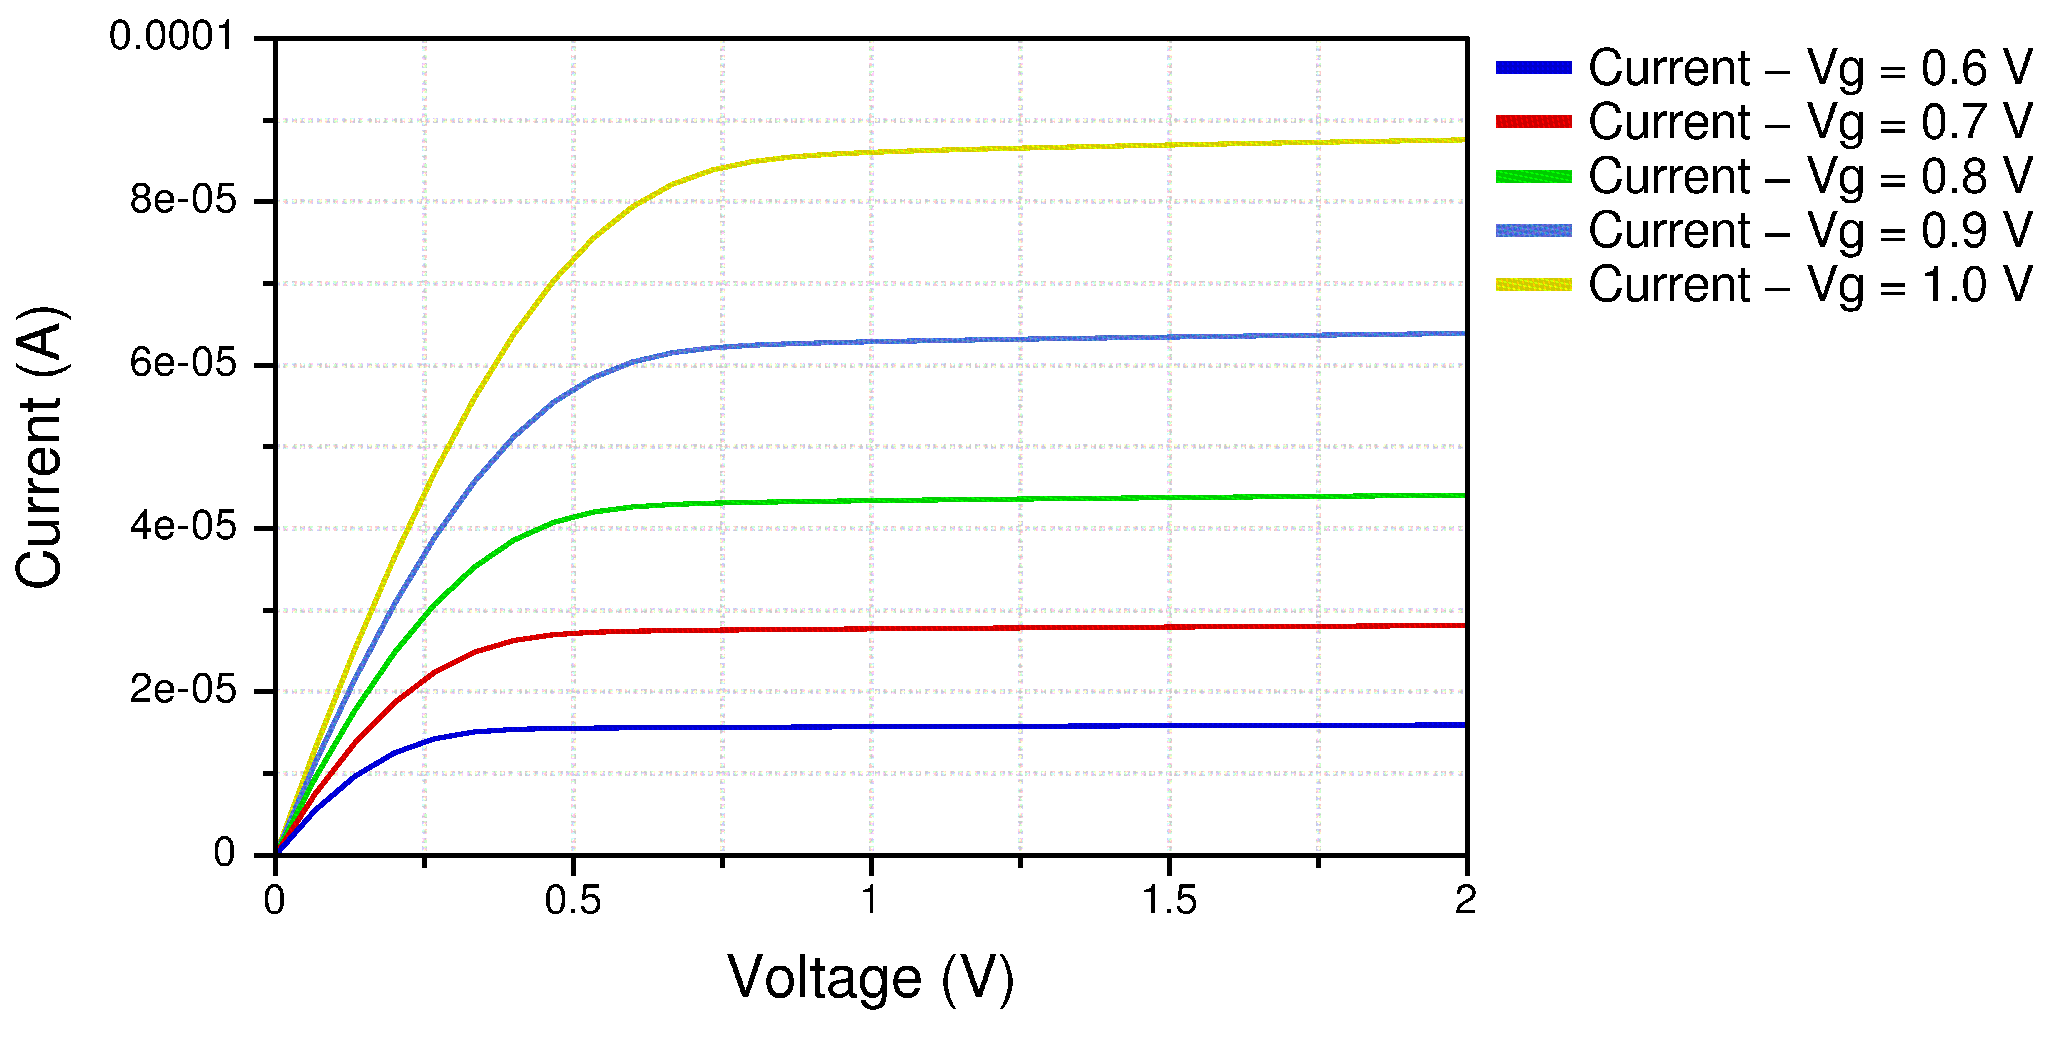 0.0001
8e-05
6e-05
4e-05
2e-05
0
Current (A)
0 0.5 1 1.5 2
Voltage (V)
Current – Vg = 0.6 V
Current – Vg = 0.7 V
Current – Vg = 0.8 V
Current – Vg = 0.9 V
Current – Vg = 1.0 V